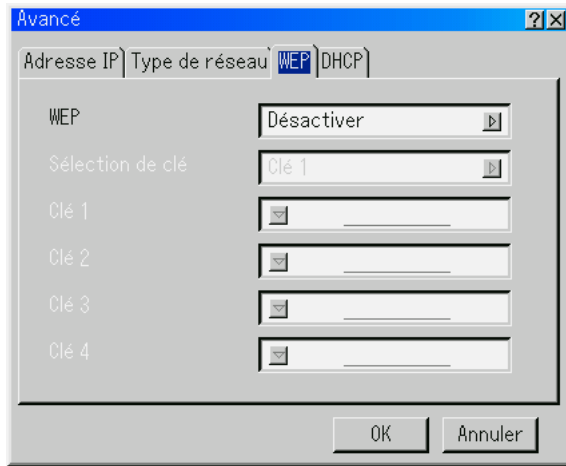 Avancé
Adresse IP Type de réseau WEP DHCP
WEP Désactiver
Sélection de clé Clé 1
Clé 1
Clé 2
Clé 3
Clé 4
OK Annuler